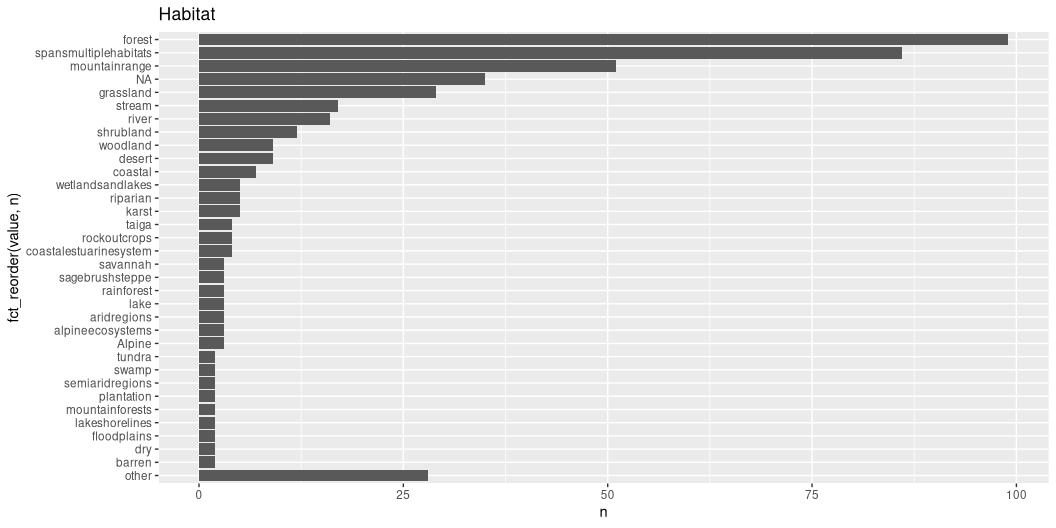 Habitat
fct_reorder(value, n)
forest
spansmultiplehabitats
mountainrange
NA
grassland
stream
river
shrubland
woodland
desert
coastal
wetlandsandlakes
riparian
karst
taiga
rockoutcrops
coastalestuarinesystem
savannah
sagebrushsteppe
rainforest
lake
aridregions
alpineecosystems
Alpine
tundra
swamp
semiaridregions
plantation
mountainforests
lakeshorelines
floodplains
dry
barren
other
0 25 50 75 100
n